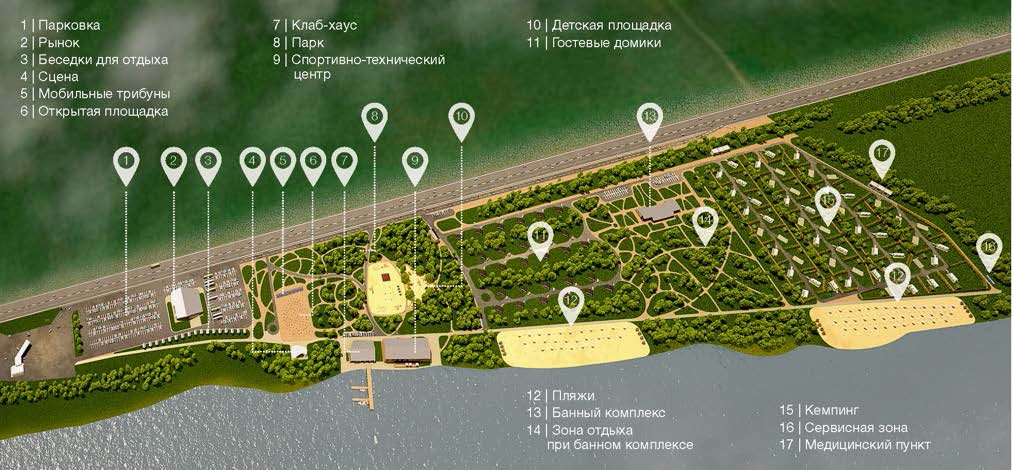 1 | Парковка
2 | Рынок
3 | Беседки для отдыха
4 | Сцена
5 | Мобильные трибуны
6 | Открытая площадка
7 | Клаб-хаус
8 | Парк
9 | Спортивно-технический
центр
10 | Детская площадка
11 | Гостевые домики
8
10
13
1
2
3
4
5
6
7
9
17
15
14
11
16
12
12
12 | Пляжи
13 | Банный комплекс
14 | Зона отдыха
при банном комплексе
15 | Кемпинг
16 | Сервисная зона
17 | Медицинский пункт